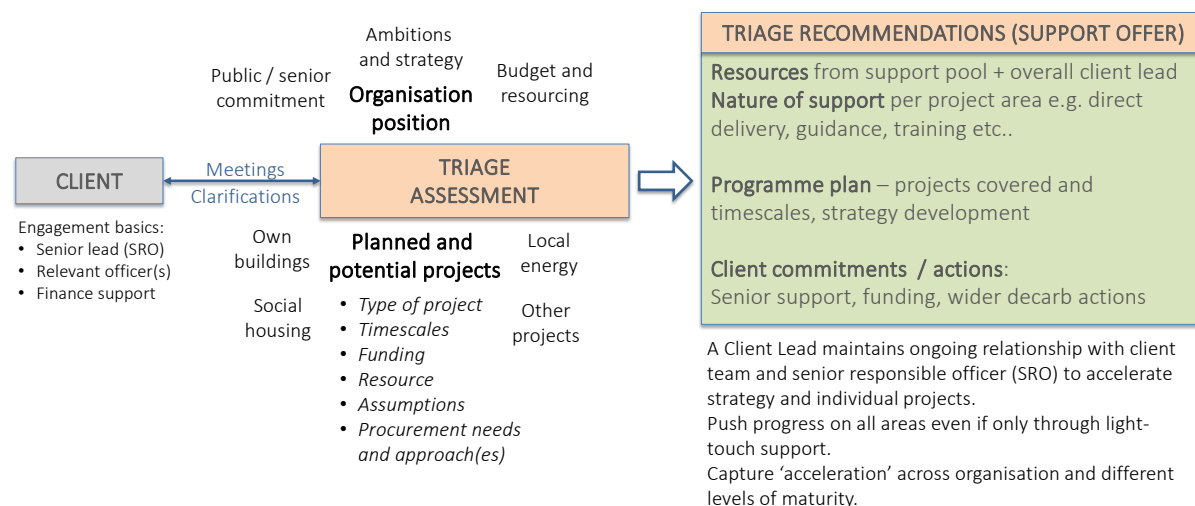 Ambitions
and strategy
Public / senior
commitment
Budget and
resourcing
Organisation
position
CLIENT
Meetings
Clarifications
TRIAGE
ASSESSMENT
Engagement basics:
• Senior lead (SRO)
• Relevant officer(s)
• Finance support
Own
buildings
Social
housing
Planned and
potential projects
• Type of project
• Timescales
• Funding
• Resource
• Assumptions
• Procurement needs
and approach(es)
Local
energy
Other
projects
TRIAGE RECOMMENDATIONS (SUPPORT OFFER)
Resources from support pool + overall client lead
Nature of support per project area e.g. direct
delivery, guidance, training etc..
Programme plan – projects covered and
timescales, strategy development
Client commitments / actions:
Senior support, funding, wider decarb actions
A Client Lead maintains ongoing relationship with client
team and senior responsible officer (SRO) to accelerate
strategy and individual projects.
Push progress on all areas even if only through light-
touch support.
Capture ‘acceleration’ across organisation and different
levels of maturity.